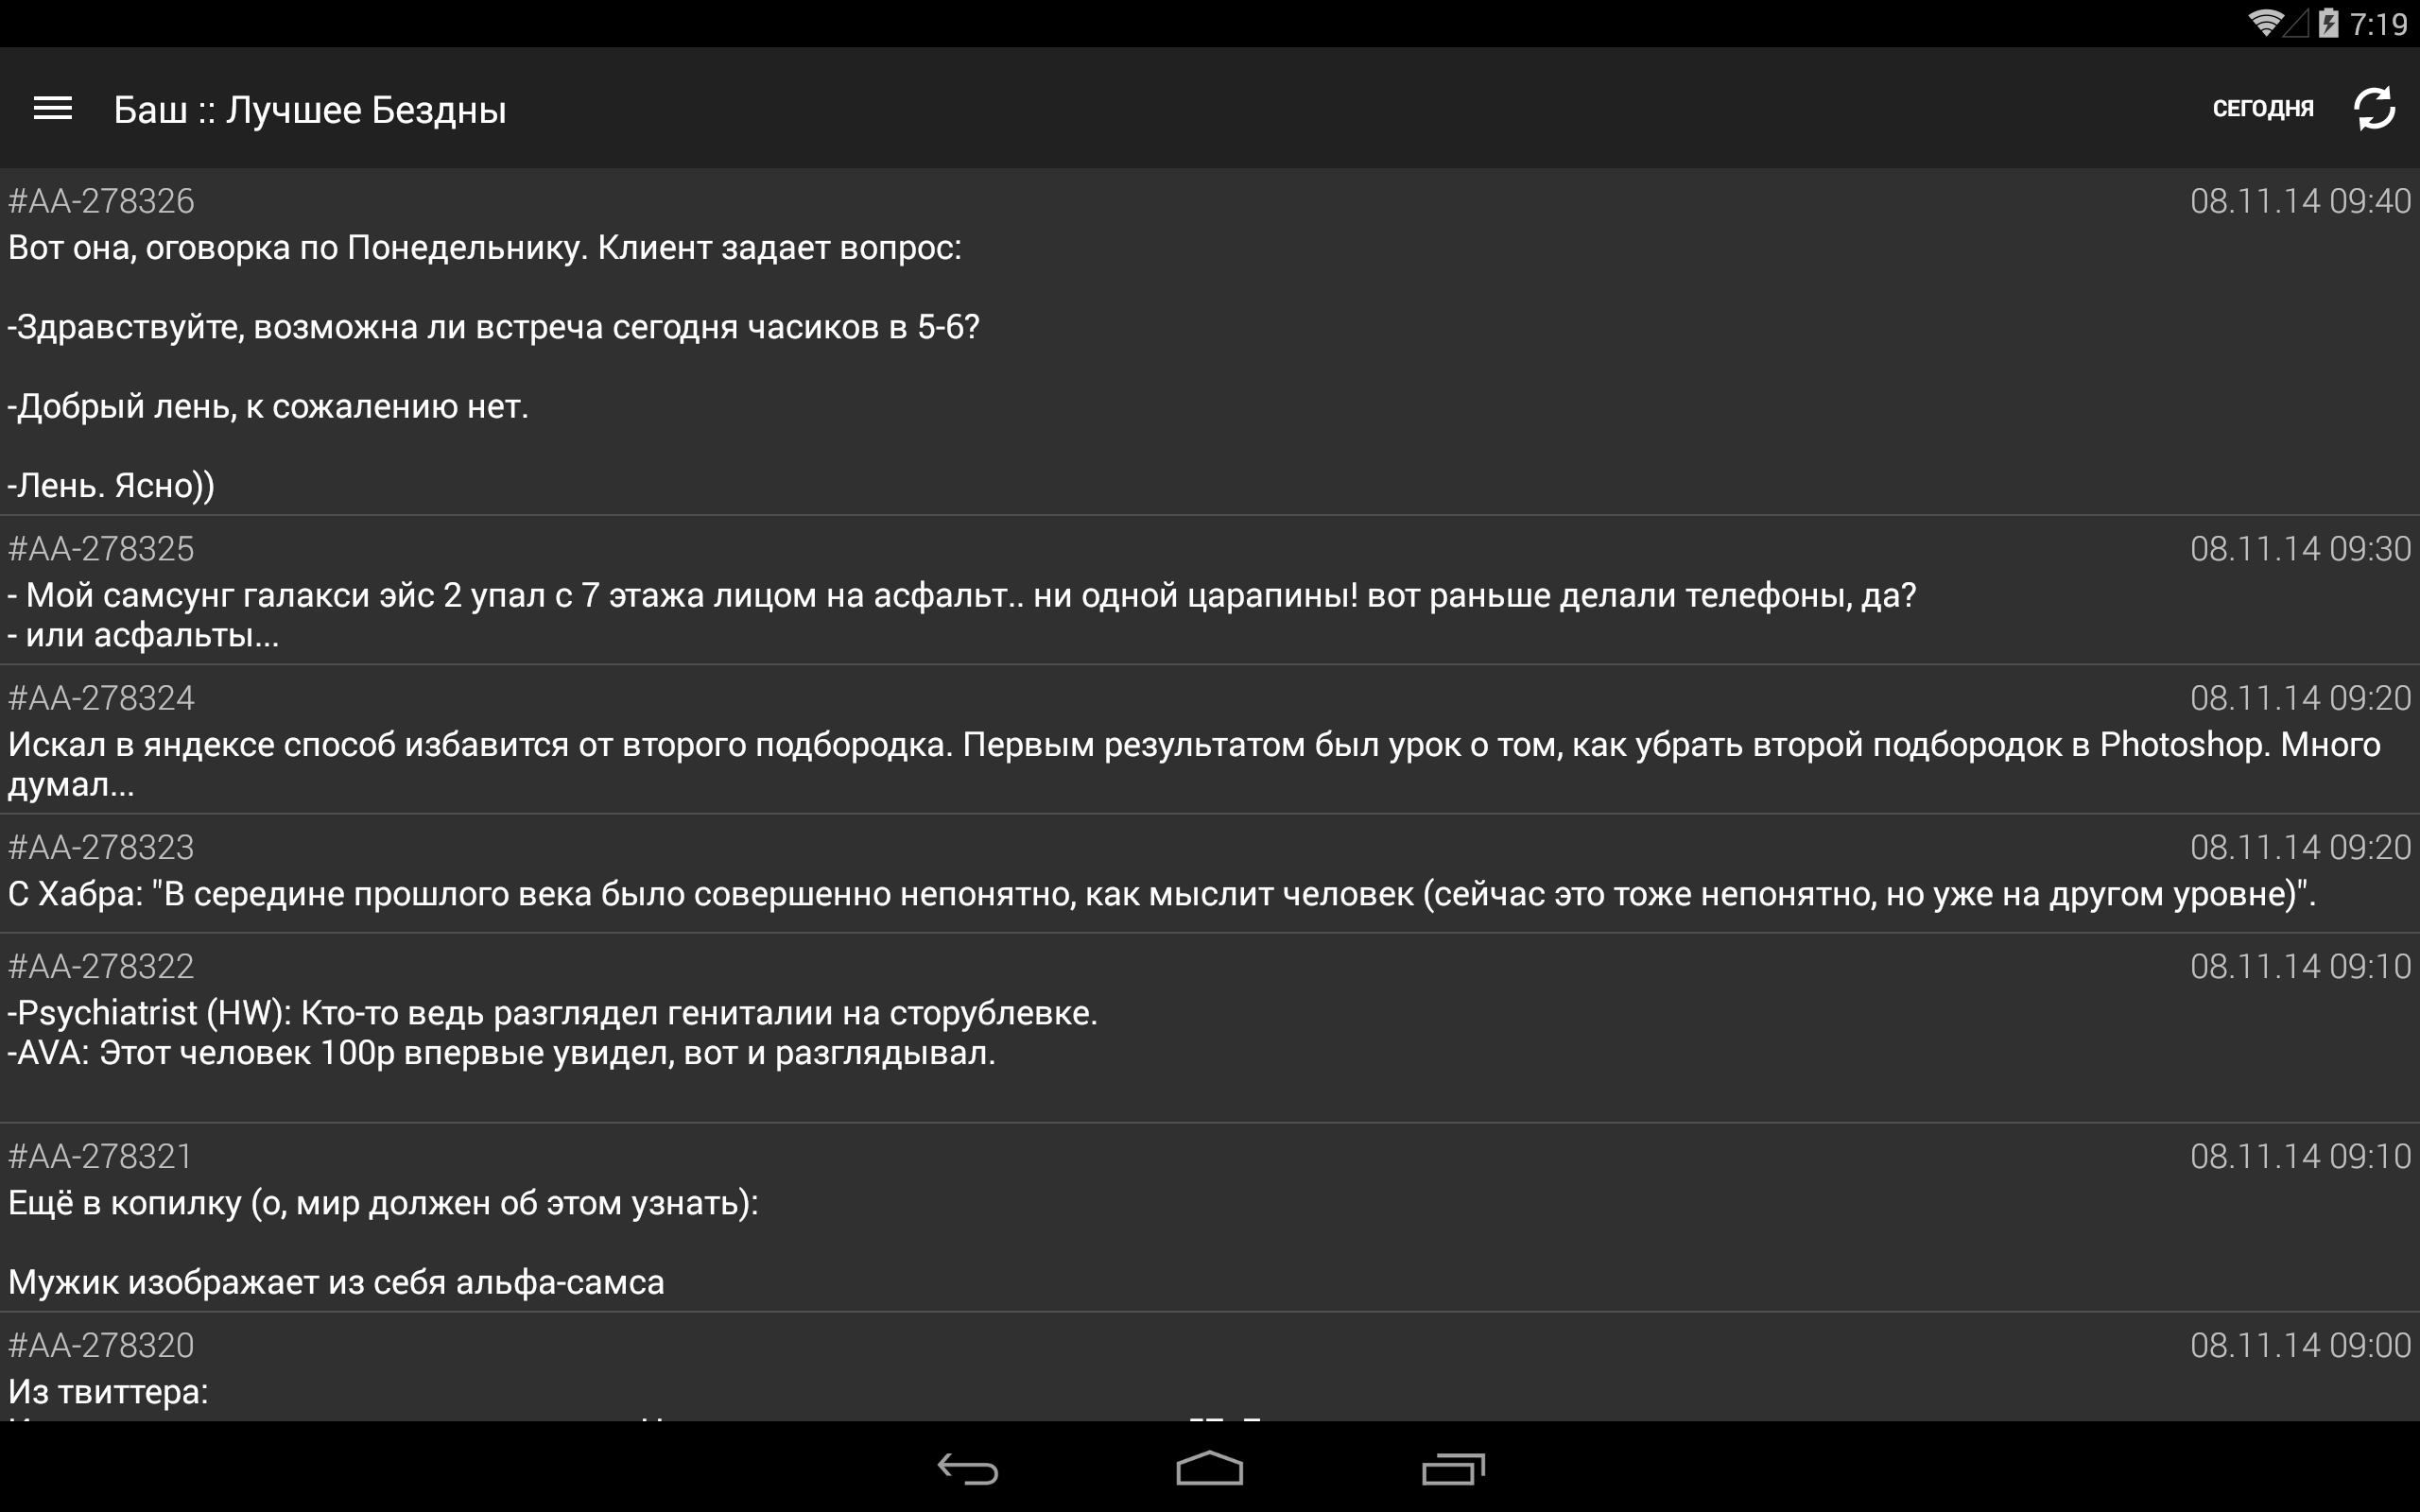 7:19
Баш :: Лучшее Бездны
СЕГОДНЯ
#AA-278326
08.11.14 09:40
Вот она, оговорка по Понедельнику. Клиент задает вопрос:
-Здравствуйте, возможна ли встреча сегодня часиков в 5-6?
-Добрый лень, к сожалению нет.
-Лень. Ясно))
#AA-278325
08.11.14 09:30
- Мой самсунг галакси эйс 2 упал с 7 этажа лицом на асфальт.. ни одной царапины! вот раньше делали телефоны, да?
- или асфальты...
#AA-278324
08.11.14 09:20
Искал в яндексе способ избавится от второго подбородка. Первым результатом был урок о том, как убрать второй подбородок в Photoshop. Много
думал...
#AA-278323
08.11.14 09:20
С Хабра: "В середине прошлого века было совершенно непонятно, как мыслит человек (сейчас это тоже непонятно, но уже на другом уровне)".
#AA-278322
08.11.14 09:10
-Psychiatrist (HW): Кто-то ведь разглядел гениталии на сторублевке.
-AVA: Этот человек 100р впервые увидел, вот и разглядывал.
#AA-278321
08.11.14 09:10
Ещё в копилку (о, мир должен об этом узнать):
Мужик изображает из себя альфа-самса
#AA-278320
08.11.14 09:00
Из твиттера: